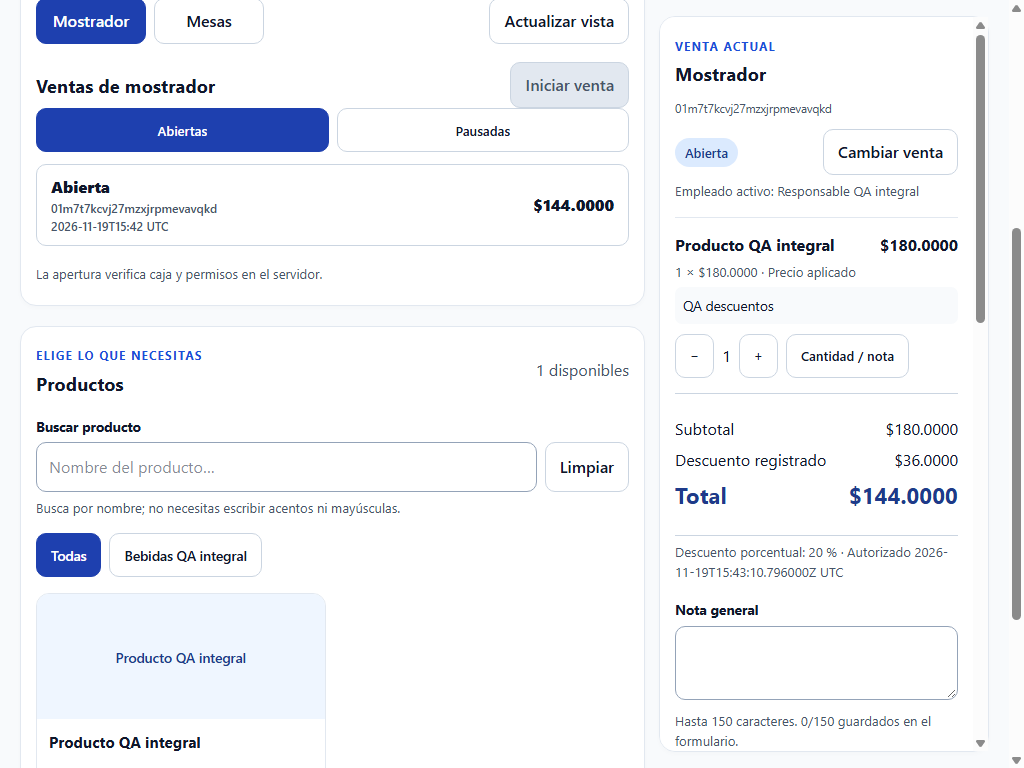 Mostrador
Mesas
Actualizar vista
Ventas de mostrador
Iniciar venta
Abiertas
Pausadas
Abierta
01m7t7kcvj27mzxjrpmevavqkd
2026-11-19T15:42 UTC
$144.0000
La apertura verifica caja y permisos en el servidor.
ELIGE LO QUE NECESITAS
Productos
1 disponibles
Buscar producto
Nombre del producto...
Limpiar
Busca por nombre; no necesitas escribir acentos ni mayúsculas.
Todas
Bebidas QA integral
Producto QA integral
Producto QA integral
VENTA ACTUAL
Mostrador
01m7t7kcvj27mzxjrpmevavqkd
Abierta
Cambiar venta
Empleado activo: Responsable QA integral
Producto QA integral
$180.0000
1 × $180.0000 · Precio aplicado
QA descuentos
−
1
+
Cantidad / nota
Subtotal
$180.0000
Descuento registrado
$36.0000
Total
$144.0000
Descuento porcentual: 20 % · Autorizado 2026-
11-19T15:43:10.796000Z UTC
Nota general
Hasta 150 caracteres. 0/150 guardados en el
formulario.